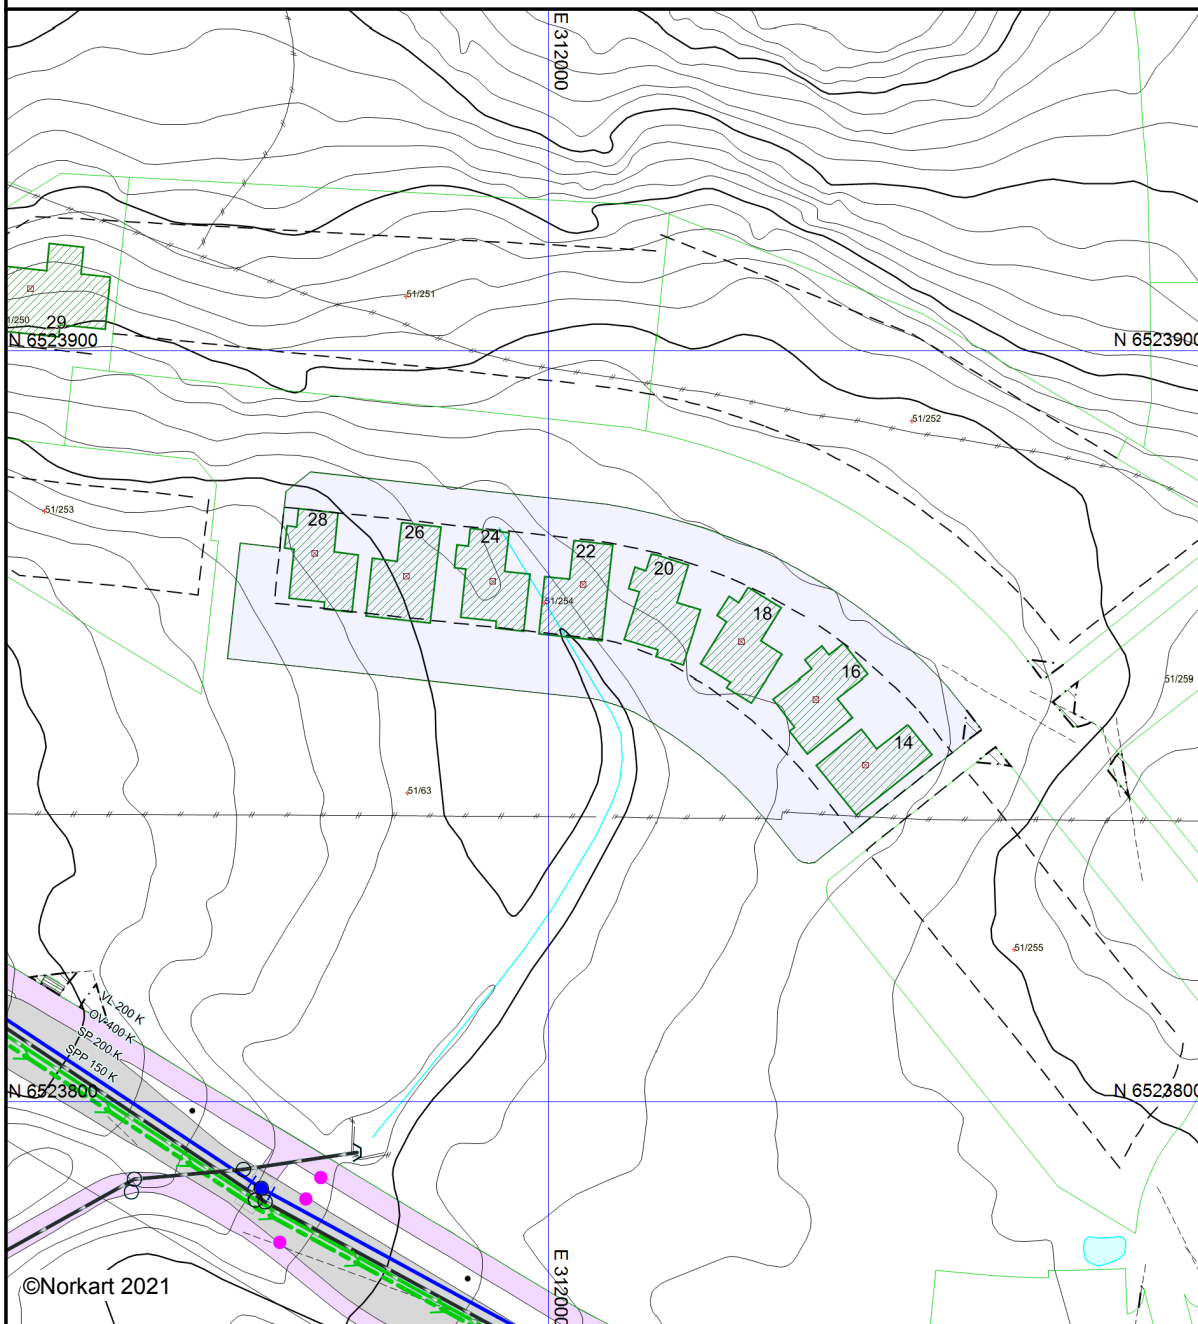 E 312000
51/251
1/250
29
N 6523900
N 6523900
51/252
51/253
28
26
24
22
20
18
16
14
51/254
51/259
51/63
51/255
VL 200 K
OV 400 K
SP 200 K
SPP 150 K
N 6523800
N 6523800
E 312000
©Norkart 2021